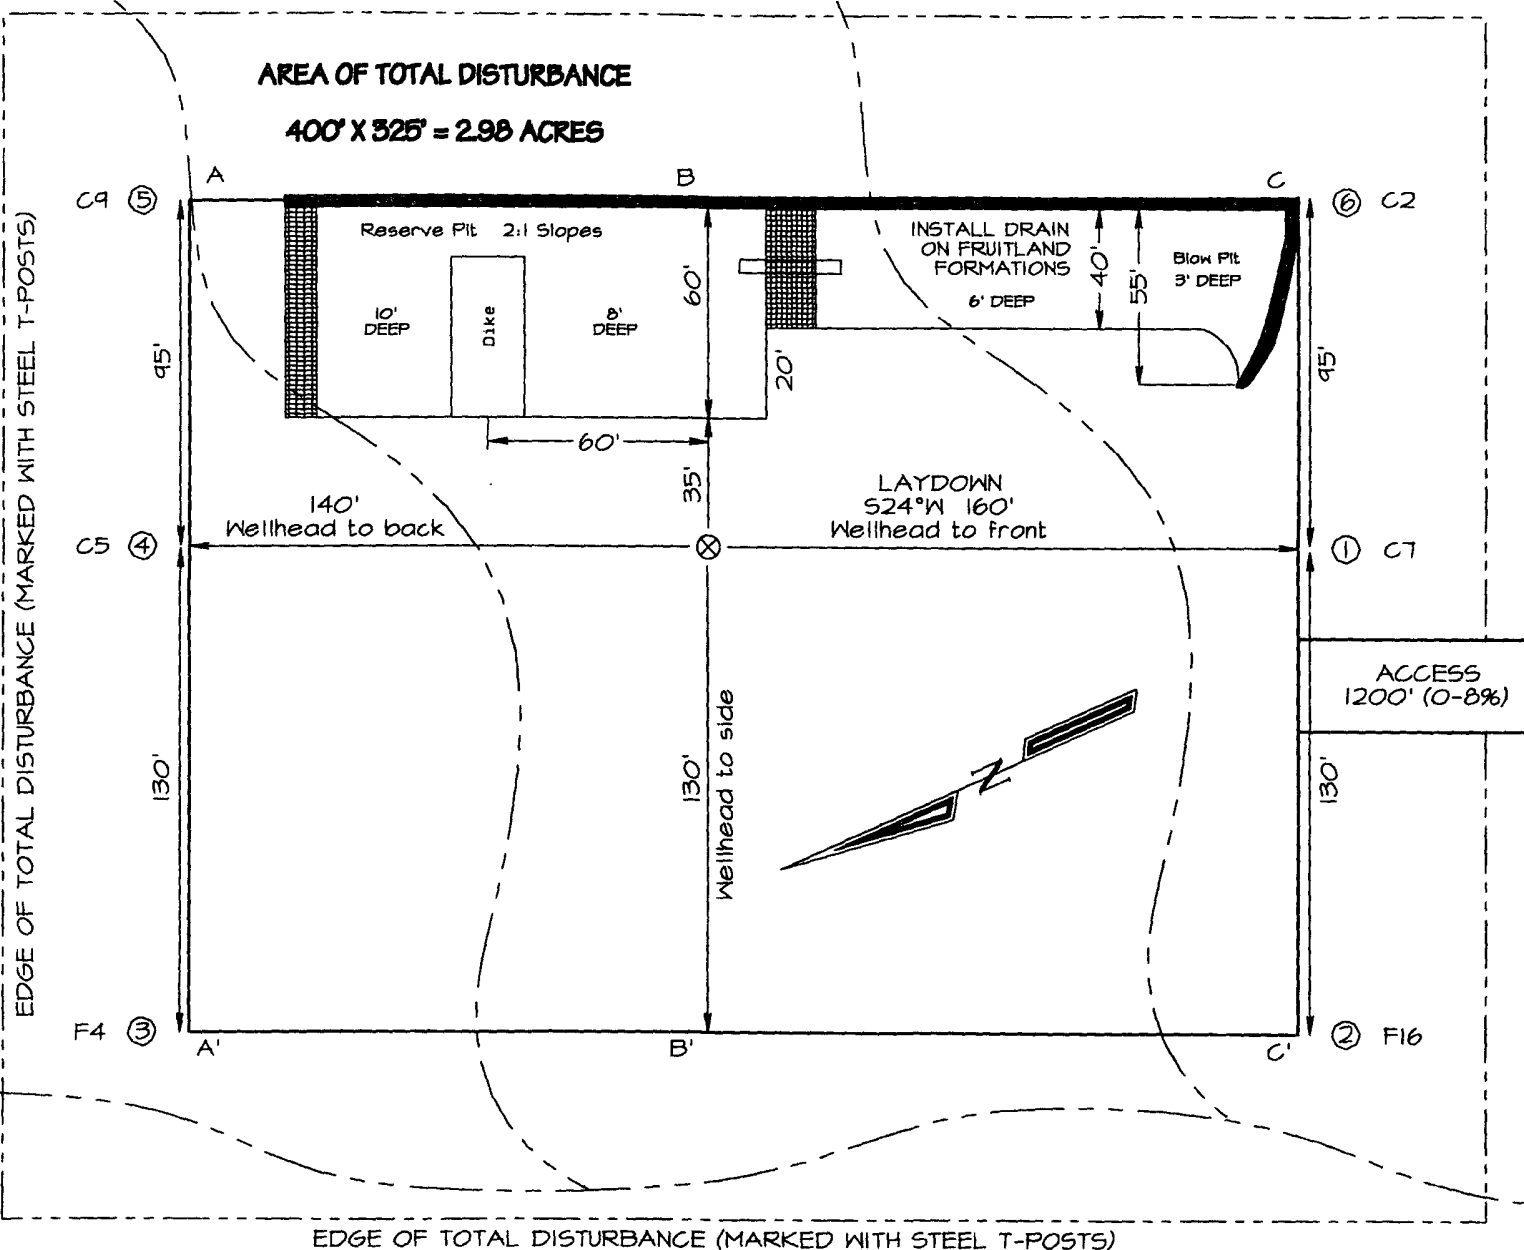 AREA OF TOTAL DISTURBANCE
400' X 325' = 2.98 ACRES
A
B
C
C9 ⑤
⑥ C2
Reserve Pit 2:1 Slopes
INSTALL DRAIN
ON FRUITLAND
FORMATIONS
6' DEEP
40'
55'
Blow Pit
3' DEEP
10'
DEEP
Dike
8'
DEEP
60'
20'
95'
95'
60'
35'
140'
Wellhead to back
LAYDOWN
S24°W 160'
Wellhead to front
C5 ④
① C7
ACCESS
1200' (0-8%)
130'
130'
Wellhead to side
N
130'
F4 ③
② F16
A'
B'
C'
EDGE OF TOTAL DISTURBANCE (MARKED WITH STEEL T-POSTS)
EDGE OF TOTAL DISTURBANCE (MARKED WITH STEEL T-POSTS)